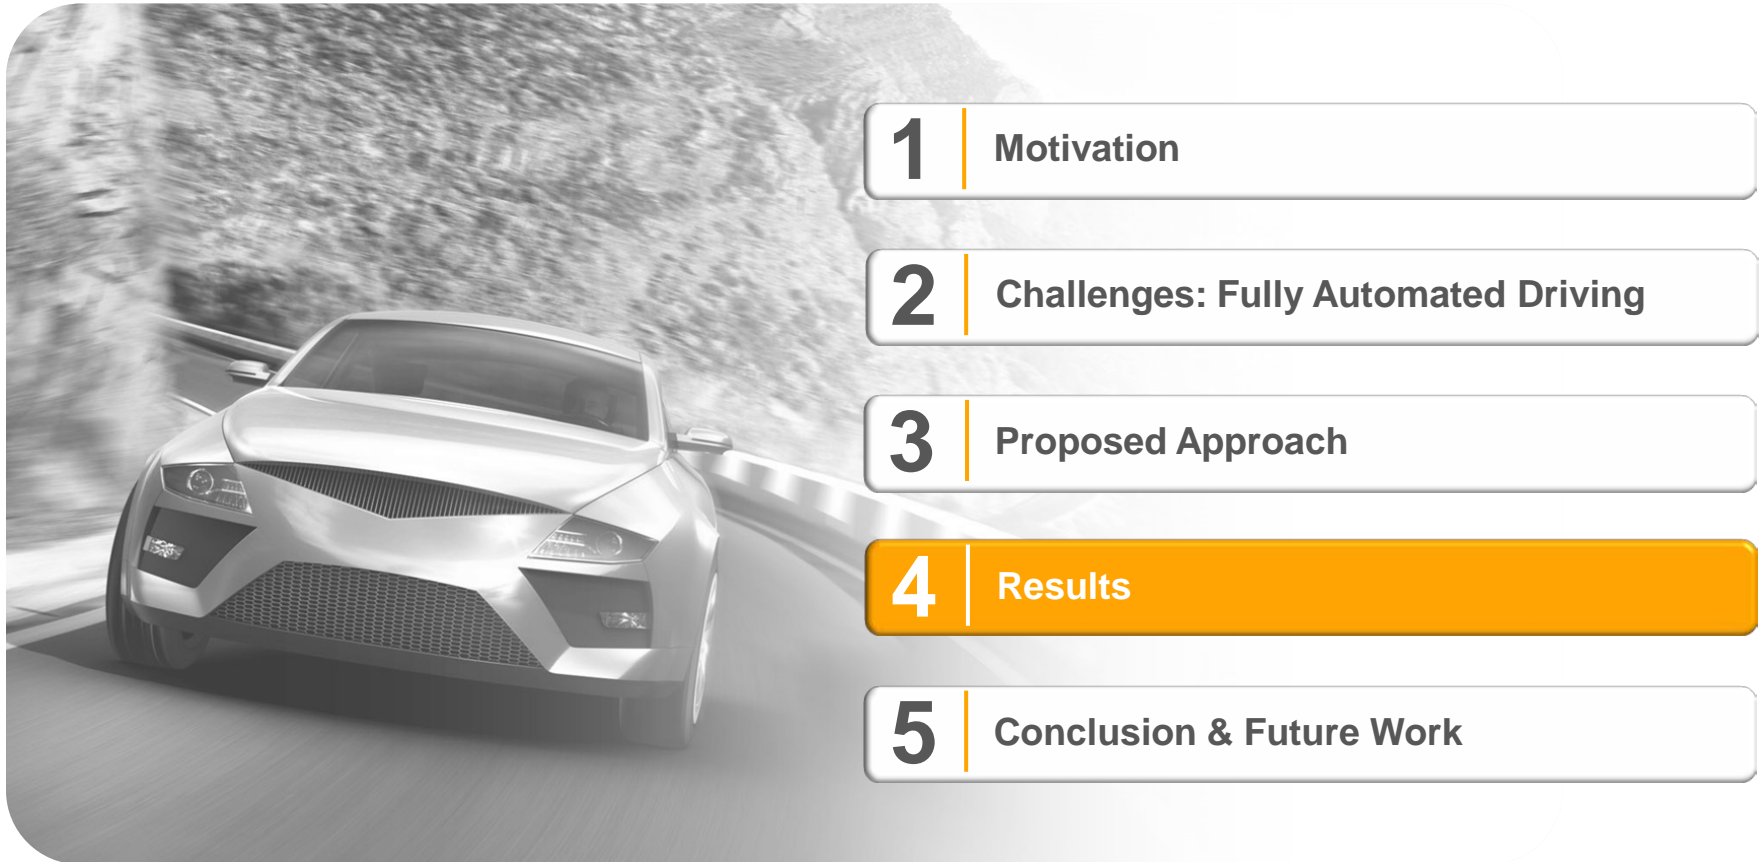 1 Motivation
2 Challenges: Fully Automated Driving
3 Proposed Approach
4 Results
5 Conclusion & Future Work